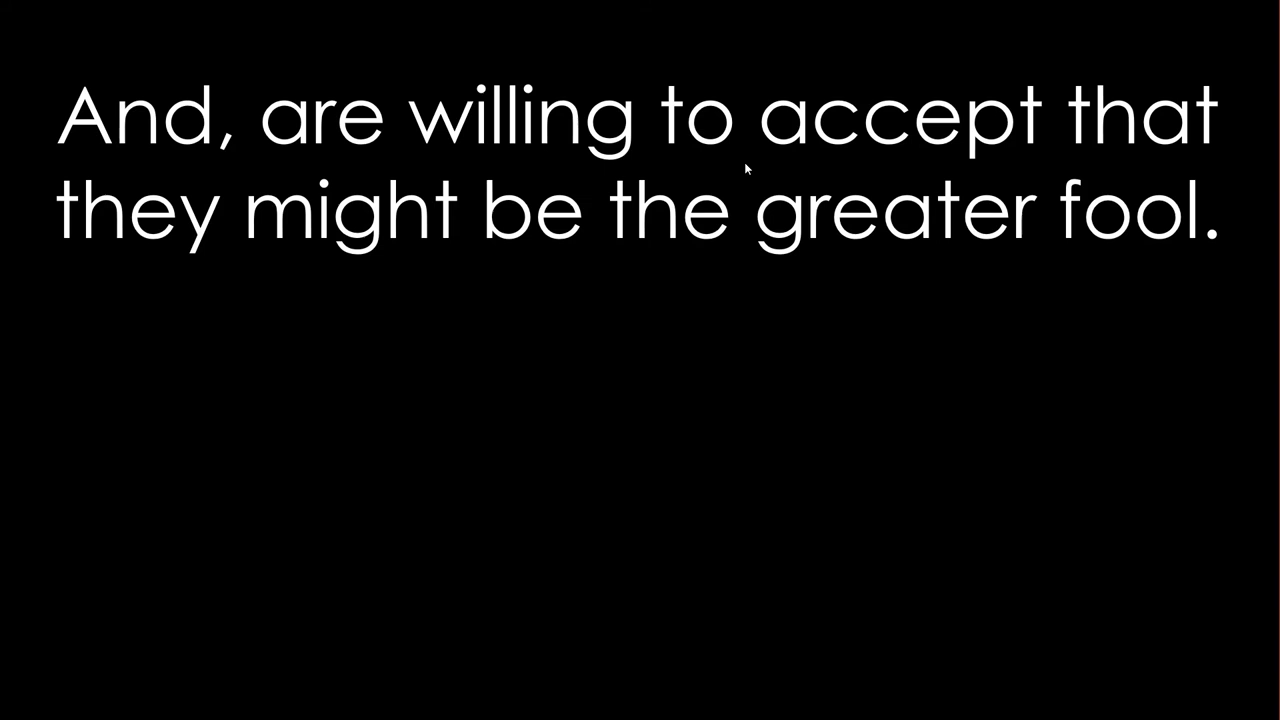 And, are willing to accept that
they might be the greater fool.